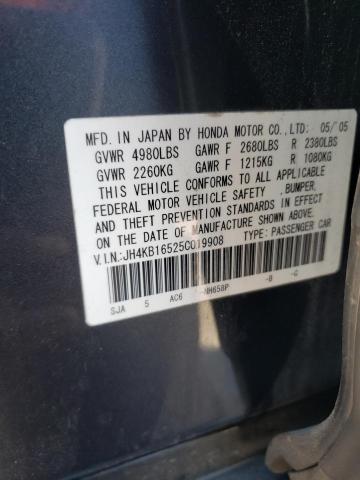 MFD. IN JAPAN BY HONDA MOTOR CO., LTD: 05/'05
GVWR 4980LBS GAWR F 2680LBS R 2380LBS
GVWR 2260KG GAWR F 1215KG R 1080KG
THIS VEHICLE CONFORMS TO ALL APPLICABLE
FEDERAL MOTOR VEHICLE SAFETY, BUMPER,
AND THEFT PREVENTION STANDARDS IN EFFECT
ON THE DATE OF MANUFACTURE SHOWN ABOVE.
V.I.N:JH4KB16525C019908 TYPE: PASSENGER CAR
SJA 5 AC6 -NH658P -B -G